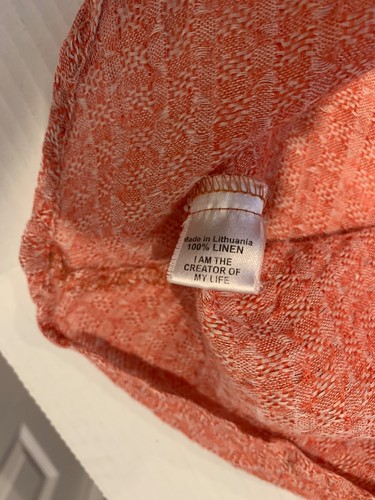 Made in Lithuania
100% LINEN
I AM THE
CREATOR OF
MY LIFE